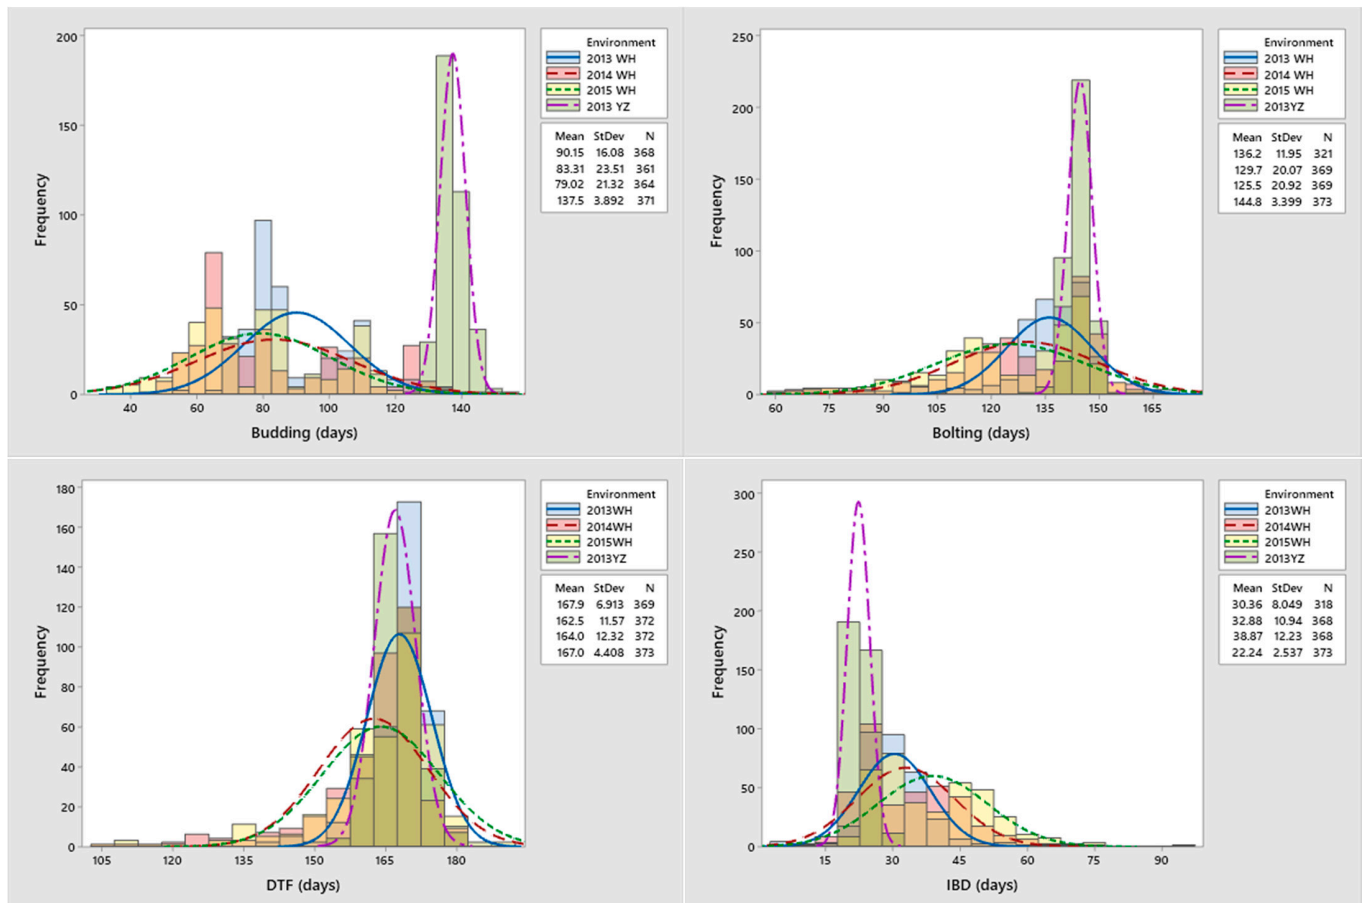 200
150
100
50
0
Frequency
40 60 80 100 120 140
Budding (days)
Environment
2013 WH
2014 WH
2015 WH
2013 YZ
Mean StDev N
90.15 16.08 368
83.31 23.51 361
79.02 21.32 364
137.5 3.892 371
250
200
150
100
50
0
Frequency
60 75 90 105 120 135 150 165
Bolting (days)
Environment
2013 WH
2014 WH
2015 WH
2013YZ
Mean StDev N
136.2 11.95 321
129.7 20.07 369
125.5 20.92 369
144.8 3.399 373
180
160
140
120
100
80
60
40
20
0
Frequency
105 120 135 150 165 180
DTF (days)
Environment
2013WH
2014WH
2015WH
2013YZ
Mean StDev N
167.9 6.913 369
162.5 11.57 372
164.0 12.32 372
167.0 4.408 373
300
250
200
150
100
50
0
Frequency
15 30 45 60 75 90
IBD (days)
Environment
2013WH
2014WH
2015WH
2013YZ
Mean StDev N
30.36 8.049 318
32.88 10.94 368
38.87 12.23 368
22.24 2.537 373